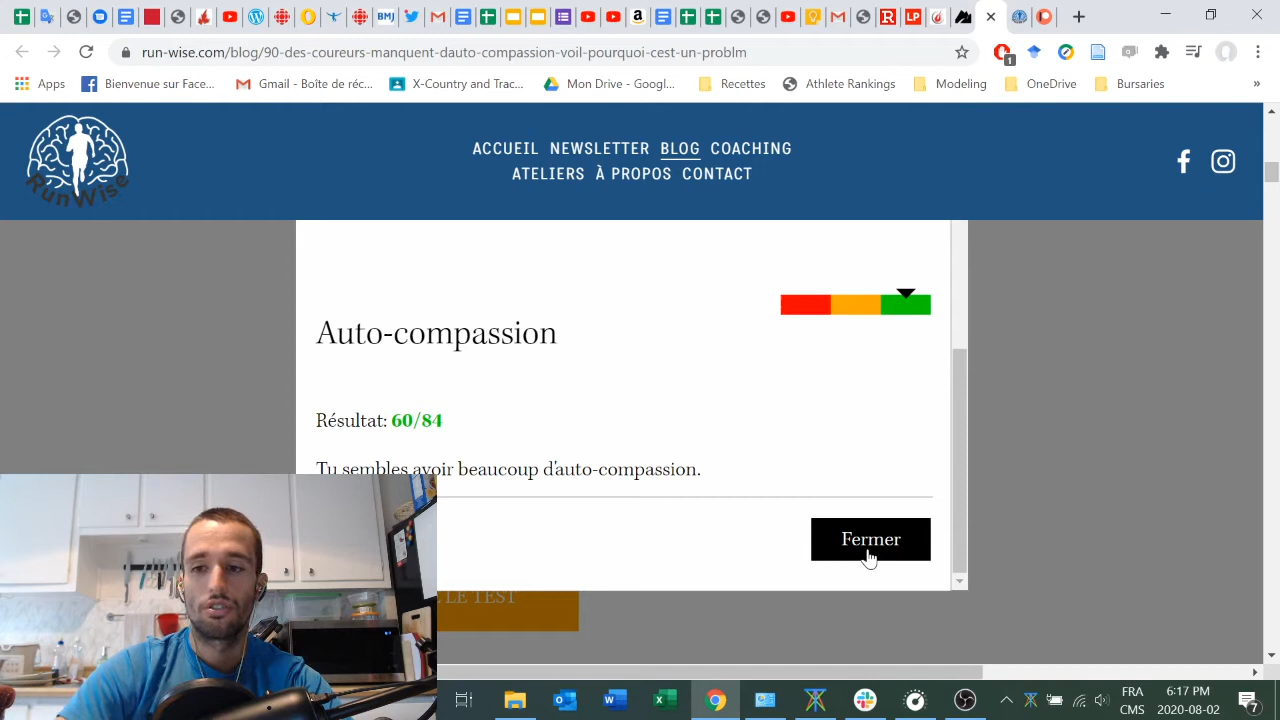 run-wise.com/blog/90-des-coureurs-manquent-dauto-compassion-voil-pourquoi-cest-un-problm
1
Apps
Bienvenue sur Face...
Gmail - Boîte de réc...
X-Country and Trac...
Mon Drive - Googl...
Recettes
Athlete Rankings
Modeling
OneDrive
Bursaries
»
RunWise
ACCUEIL NEWSLETTER BLOG COACHING
ATELIERS À PROPOS CONTACT
Auto-compassion
Résultat: 60/84
Tu sembles avoir beaucoup d'auto-compassion.
Fermer
LE TEST
FRA
CMS
6:17 PM
2020-08-02
7